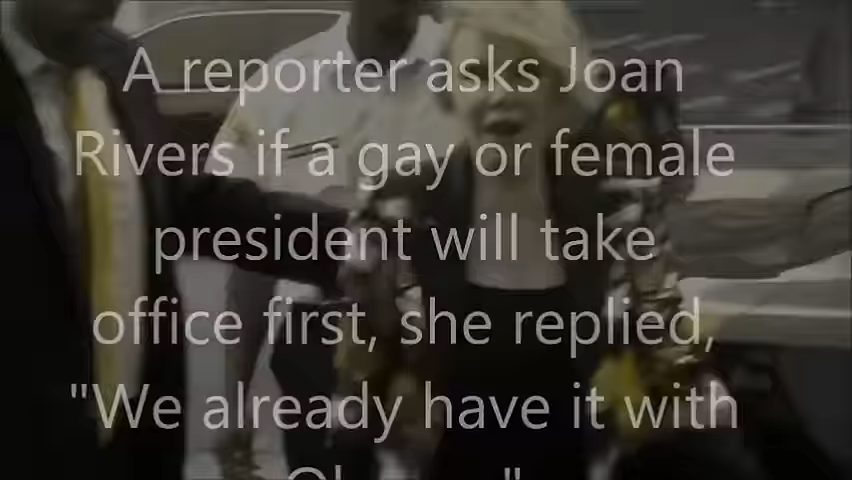 A reporter asks Joan
Rivers if a gay or female
president will take
office first, she replied,
"We already have it with